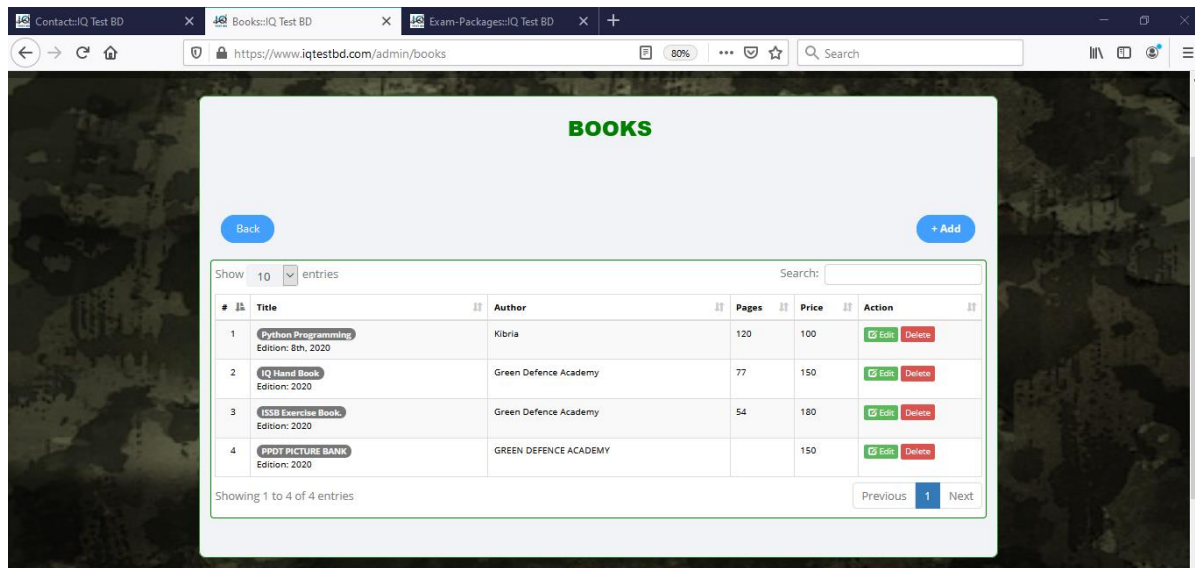 Contact::IQ Test BD Books::IQ Test BD Exam-Packages::IQ Test BD
https://www.iqtestbd.com/admin/books 80% Search
BOOKS
Back + Add
Show 10 entries Search:
# Title Author Pages Price Action
1 Python Programming Kibria 120 100 Edit Delete
Edition: 8th, 2020
2 IQ Hand Book Green Defence Academy 77 150 Edit Delete
Edition: 2020
3 ISSB Exercise Book. Green Defence Academy 54 180 Edit Delete
Edition: 2020
4 PPDT PICTURE BANK GREEN DEFENCE ACADEMY 150 Edit Delete
Edition: 2020
Showing 1 to 4 of 4 entries Previous 1 Next